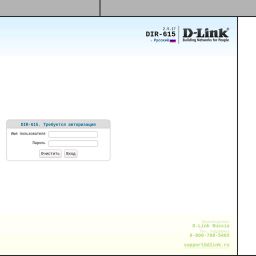 2.5.17
DIR-615
Русский
D-Link
Building Networks for People
DIR-615. Требуется авторизация
Имя пользователя
Пароль
Очистить Вход
D-Link Russia
8-800-700-5465
support@dlink.ru